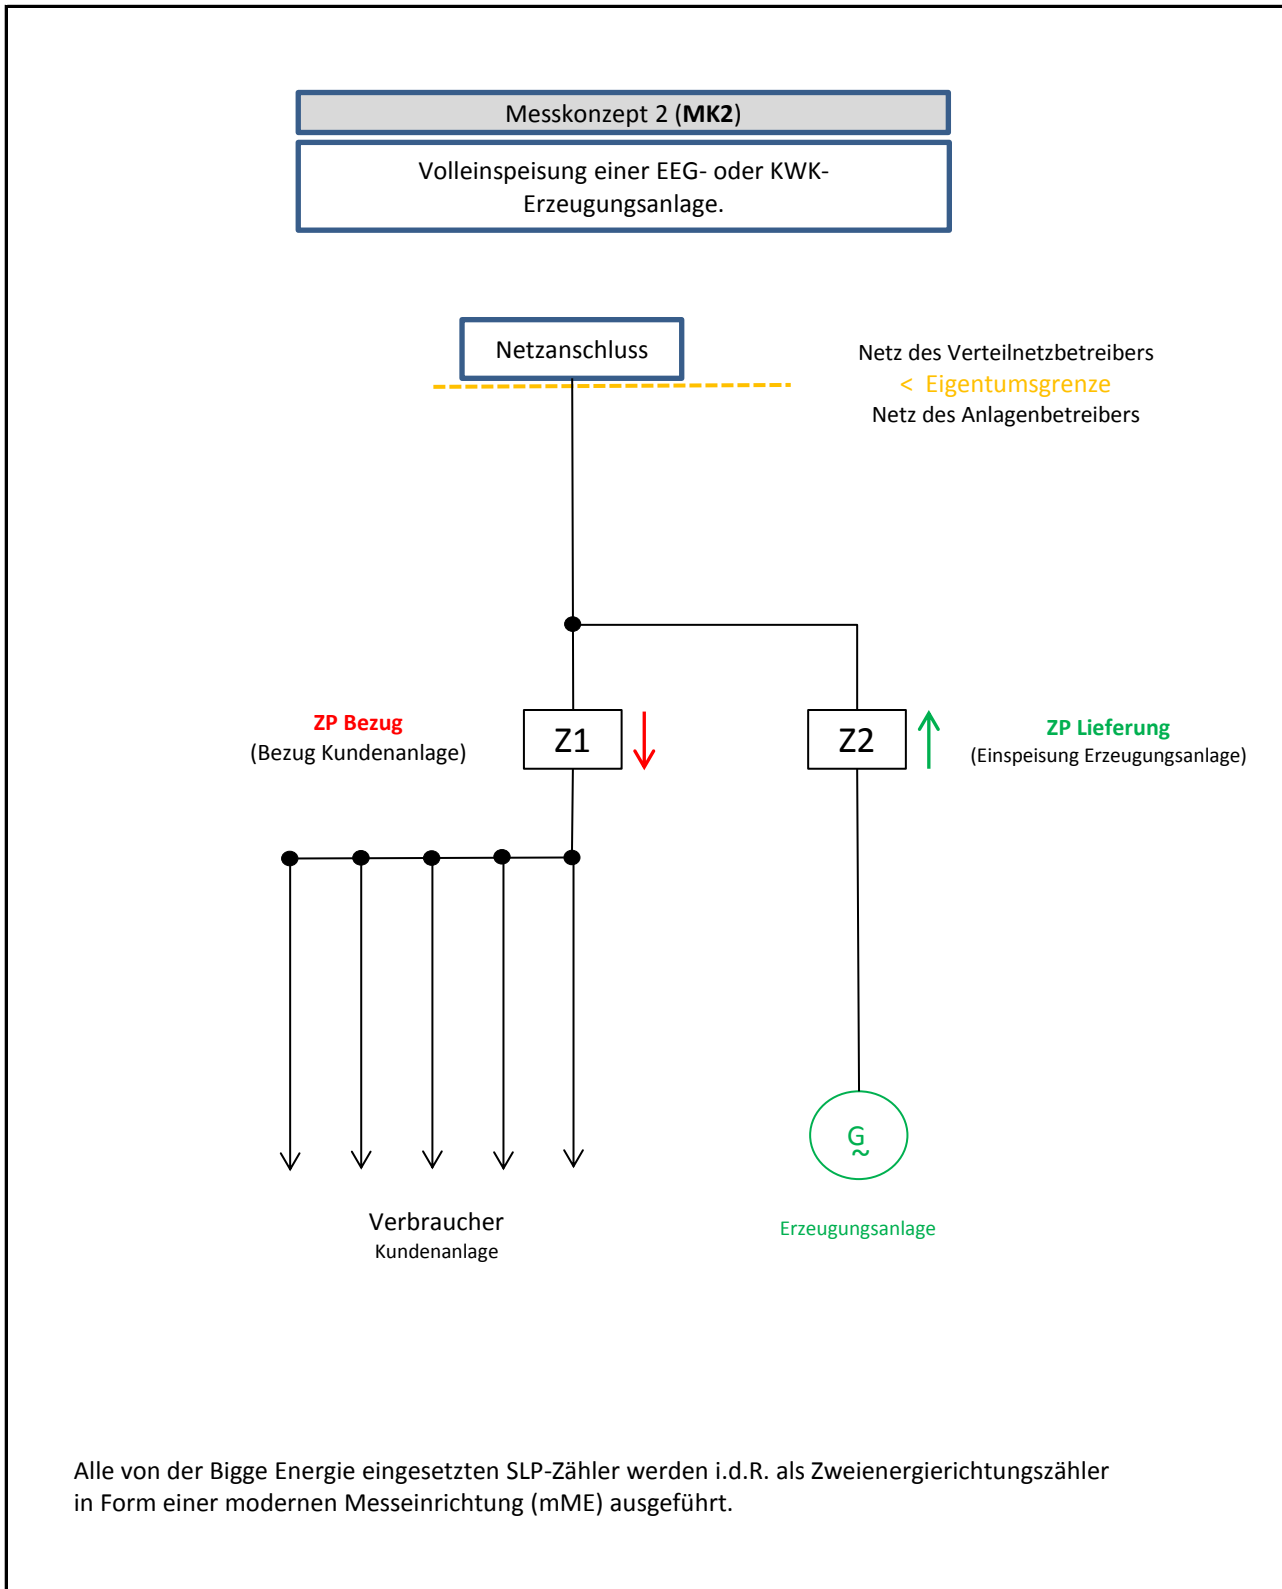 Messkonzept 2 (MK2)
Volleinspeisung einer EEG- oder KWK-
Erzeugungsanlage.
Netzanschluss
Netz des Verteilnetzbetreibers
< Eigentumsgrenze
Netz des Anlagenbetreibers
ZP Bezug
(Bezug Kundenanlage)
Z1
Z2
ZP Lieferung
(Einspeisung Erzeugungsanlage)
G
~
Verbraucher
Kundenanlage
Erzeugungsanlage
Alle von der Bigge Energie eingesetzten SLP-Zähler werden i.d.R. als Zweienergierichtungszähler
in Form einer modernen Messeinrichtung (mME) ausgeführt.